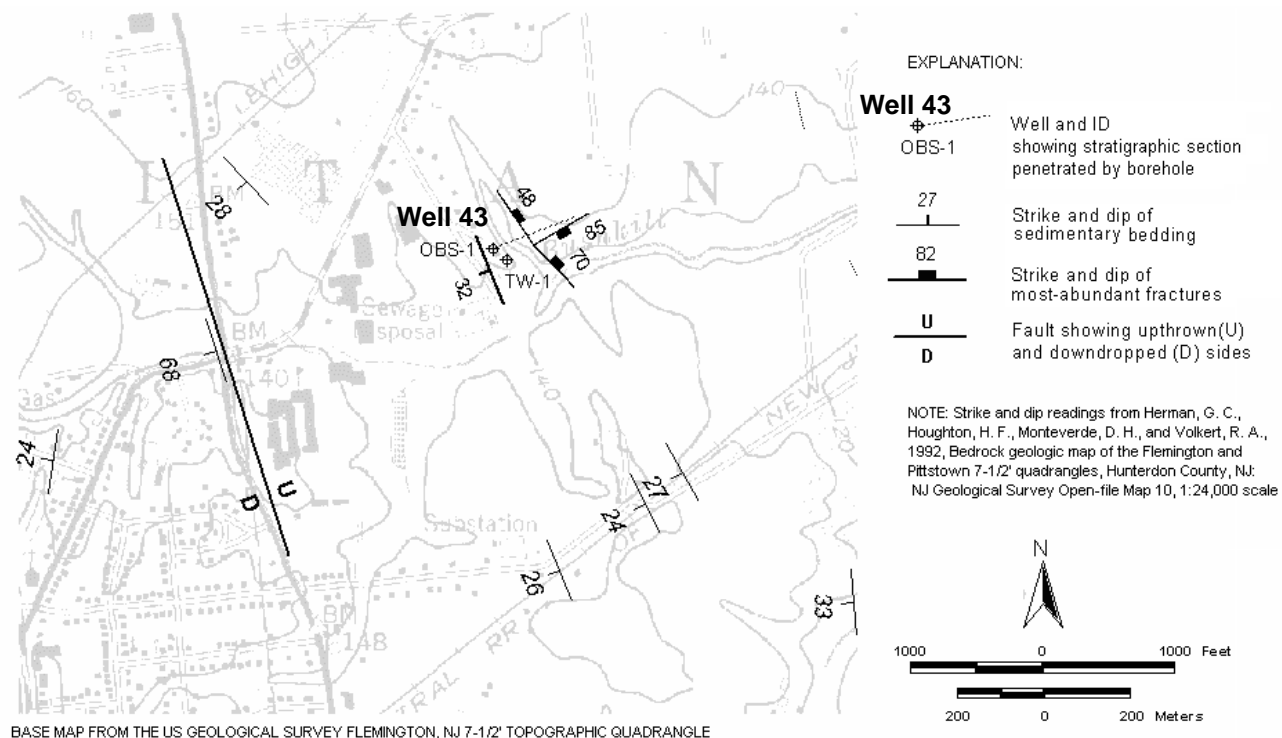 EXPLANATION:
Well 43
OBS-1
Well and ID
showing stratigraphic section
penetrated by borehole
27
Strike and dip of
sedimentary bedding
82
Strike and dip of
most-abundant fractures
U
D
Fault showing upthrown(U)
and downdropped (D) sides
NOTE: Strike and dip readings from Herman, G. C.,
Houghton, H. F., Monteverde, D. H., and Volkert, R. A.,
1992, Bedrock geologic map of the Flemington and
Pittstown 7-1/2' quadrangles, Hunterdon County, NJ:
NJ Geological Survey Open-file Map 10, 1:24,000 scale
N
1000 0 1000 Feet
200 0 200 Meters
160
LEHIGH
140
I T A N
BM
28
48
Well 43
85
OBS-1
Bushkill
70
TW-1
32
Sewage
Disposal
BM
68
1401
140
Gas
24
NEW
120
27
D U
24
OF
Substation
26
33
BM
148
RR
CENTRAL
BASE MAP FROM THE US GEOLOGICAL SURVEY FLEMINGTON, NJ 7-1/2' TOPOGRAPHIC QUADRANGLE